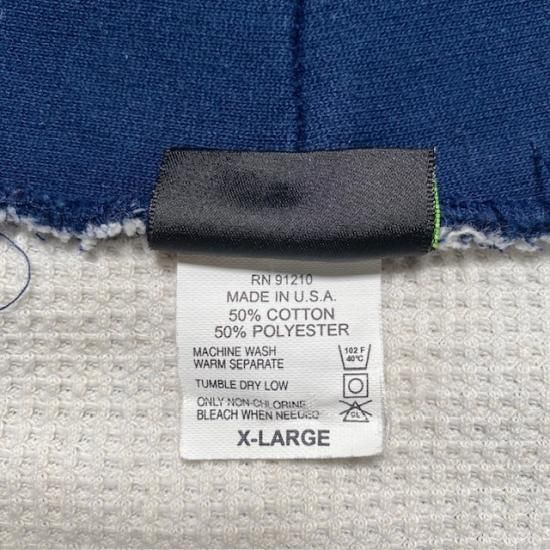 RN 91210
MADE IN U.S.A.
50% COTTON
50% POLYESTER
MACHINE WASH
WARM SEPARATE
102 F
40°C
TUMBLE DRY LOW
ONLY NON-CHLORINE
BLEACH WHEN NEEDED
CL
X-LARGE